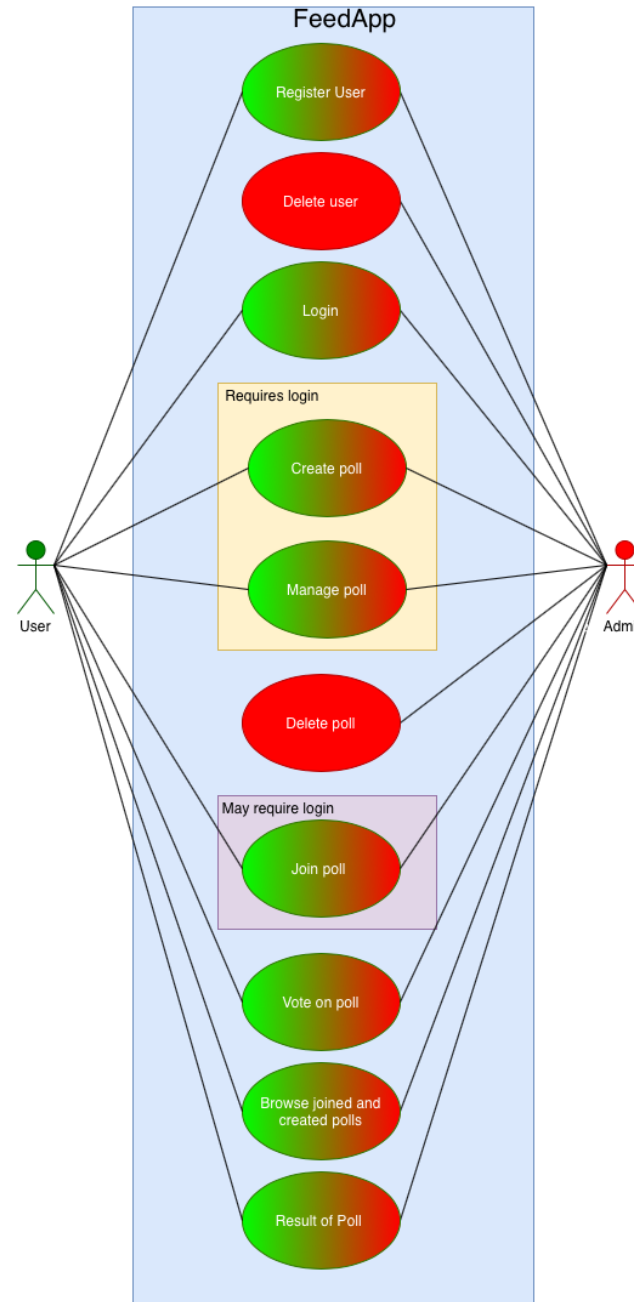 FeedApp
Register User
Delete user
Login
Requires login
Create poll
Manage poll
User
Adm
Delete poll
May require login
Join poll
Vote on poll
Browse joined and
created polls
Result of Poll